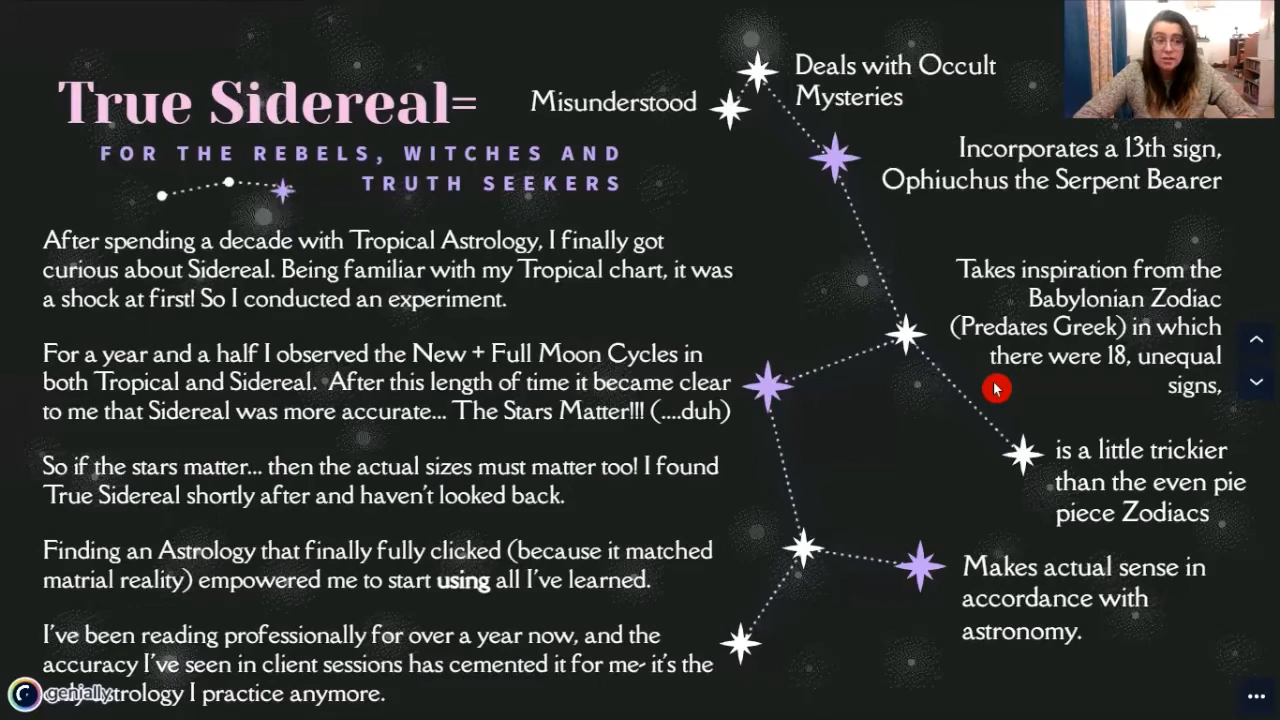 True Sidereal=
FOR THE REBELS, WITCHES AND
TRUTH SEEKERS
After spending a decade with Tropical Astrology, I finally got
curious about Sidereal. Being familiar with my Tropical chart, it was
a shock at first! So I conducted an experiment.
For a year and a half I observed the New + Full Moon Cycles in
both Tropical and Sidereal. After this length of time it became clear
to me that Sidereal was more accurate... The Stars Matter!!! (....duh)
So if the stars matter... then the actual sizes must matter too! I found
True Sidereal shortly after and haven't looked back.
Finding an Astrology that finally fully clicked (because it matched
matrial reality) empowered me to start using all I've learned.
I've been reading professionally for over a year now, and the
accuracy I've seen in client sessions has cemented it for me- it's the
I practice anymore.
genially
Misunderstood
Deals with Occult
Mysteries
Incorporates a 13th sign,
Ophiuchus the Serpent Bearer
Takes inspiration from the
Babylonian Zodiac
(Predates Greek) in which
there were 18, unequal
signs,
is a little trickier
than the even pie
piece Zodiacs
Makes actual sense in
accordance with
astronomy.